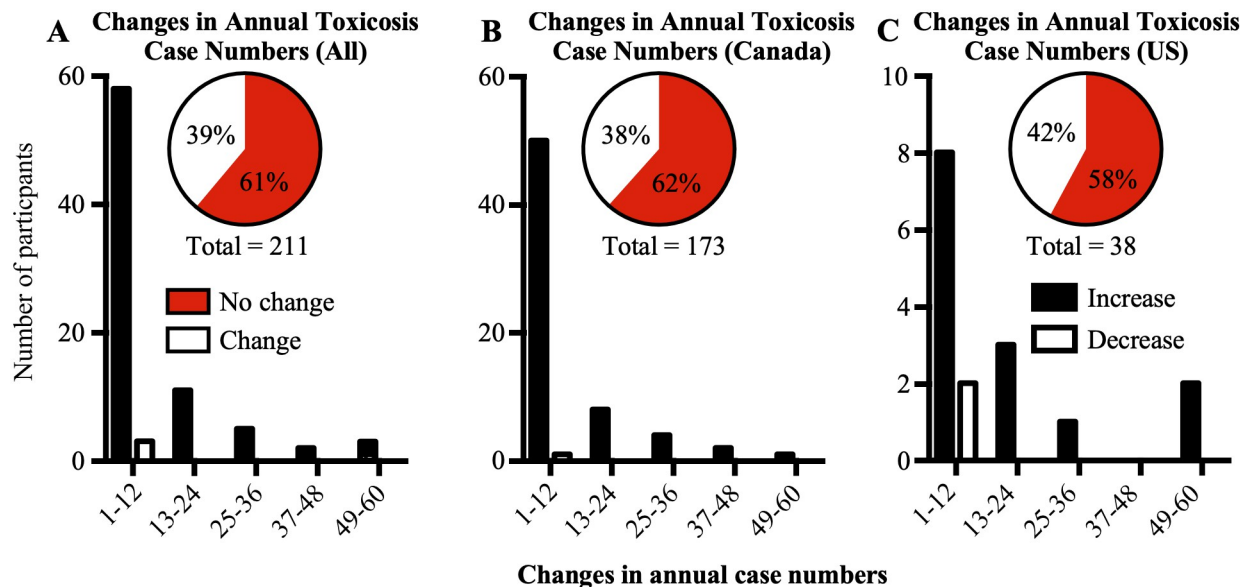 A
Changes in Annual Toxicosis
Case Numbers (All)
60
40
20
0
Number of particpants
39%
61%
Total = 211
No change
Change
1-12
13-24
25-36
37-48
49-60
B
Changes in Annual Toxicosis
Case Numbers (Canada)
60
40
20
0
38%
62%
Total = 173
1-12
13-24
25-36
37-48
49-60
C
Changes in Annual Toxicosis
Case Numbers (US)
10
8
6
4
2
0
42%
58%
Total = 38
Increase
Decrease
1-12
13-24
25-36
37-48
49-60
Changes in annual case numbers